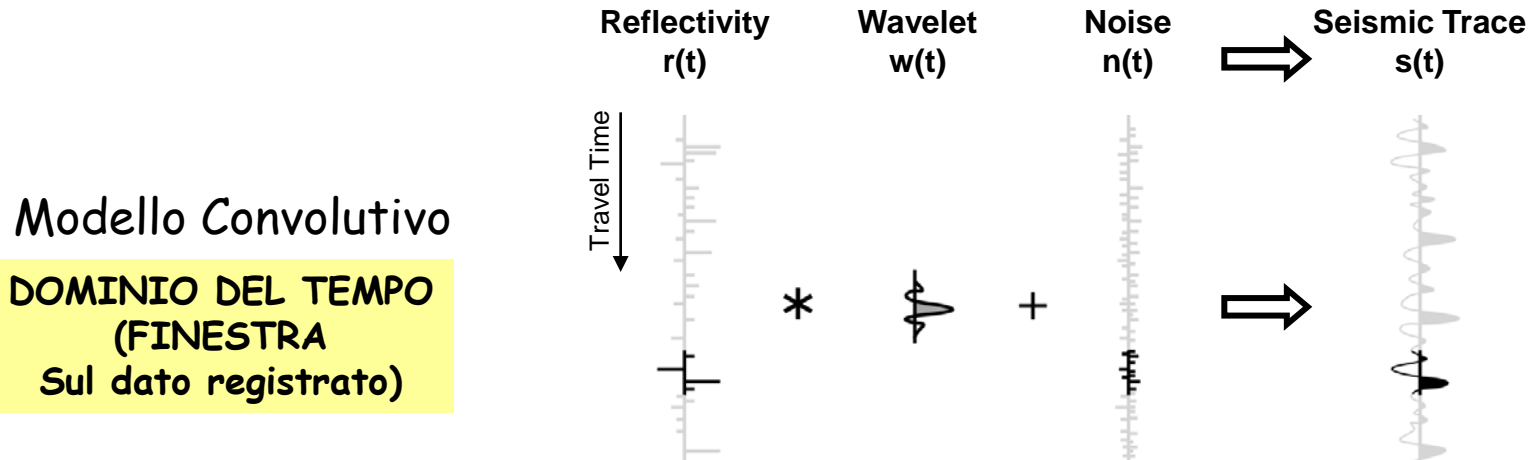 Reflectivity Wavelet Noise Seismic Trace
r(t) w(t) n(t) s(t)
Travel Time
Modello Convolutivo
DOMINIO DEL TEMPO
(FINESTRA
Sul dato registrato)
* +